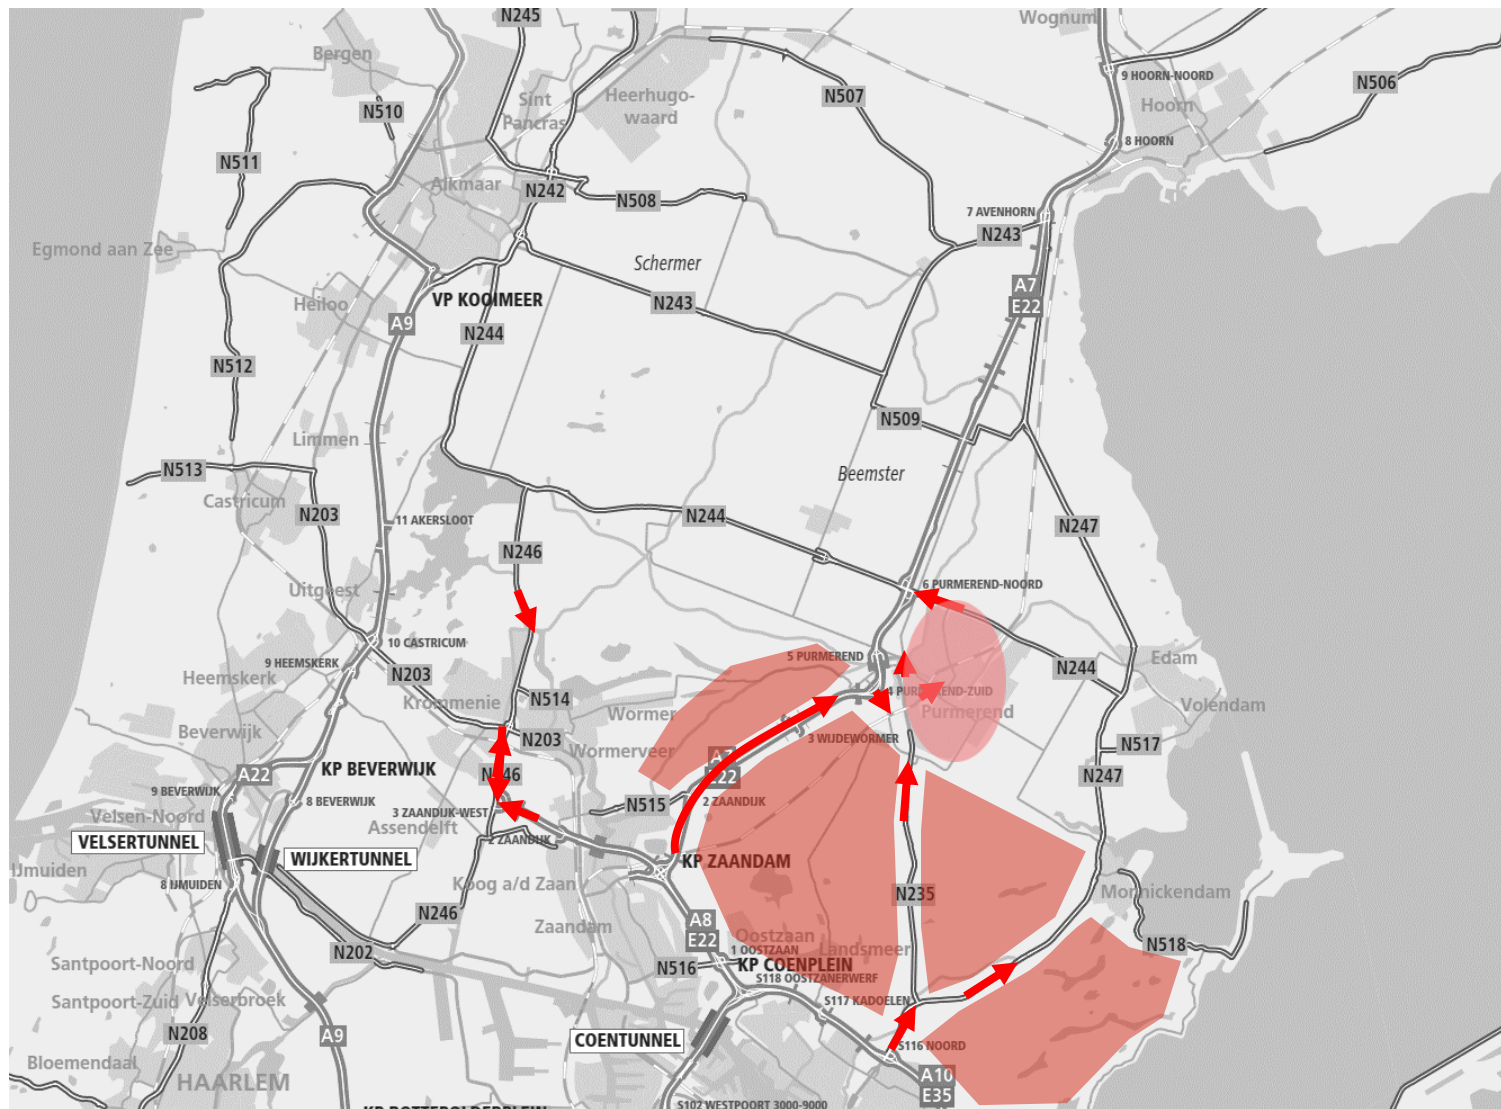 N245
Wognum
Bergen
9 HOORN-NOORD
N506
N510
Sint
Pancras
Heerhugo-
waard
N507
Hoorn
8 HOORN
N511
Alkmaar
N242
N508
7 AVENHORN
N243
Egmond aan Zee
Schermer
A7
E22
Heiloo
VP KOOIMEER
N243
A9
N244
N512
N509
Limmen
N513
Beemster
Castricum
N203
11 AKERSLOOT
N244
N247
N246
Uitgeest
6 PURMEREND-NOORD
10 CASTRICUM
9 HEEMSKERK
5 PURMEREND
Edam
Heemskerk
N203
N244
Krommenie
N514
4 PURMEREND-ZUID
Volendam
Wormer
Purmerend
Beverwijk
N203
3 WIJDEWORMER
N517
Wormerveer
A7
E22
KP BEVERWIJK
A22
N246
N247
9 BEVERWIJK
8 BEVERWIJK
N515
2 ZAANDIJK
Velsen-Noord
3 ZAANDIJK-WEST
Assendelft
2 ZAANDIJK
VELSERTUNNEL
WIJKERTUNNEL
KP ZAANDAM
IJmuiden
8 IJMUIDEN
Koog a/d Zaan
N235
Monnickendam
N246
Zaandam
A8
E22
Oostzaan
1 OOSTZAAN
Landsmeer
N518
N202
Santpoort-Noord
N516
KP COENPLEIN
S118 OOSTZANERWERF
Santpoort-Zuid
Velserbroek
S117 KADOELEN
N208
A9
COENTUNNEL
S116 NOORD
Bloemendaal
HAARLEM
A10
E35
KP ROTTEPOLDERPLEIN
S102 WESTPOORT 3000-9000